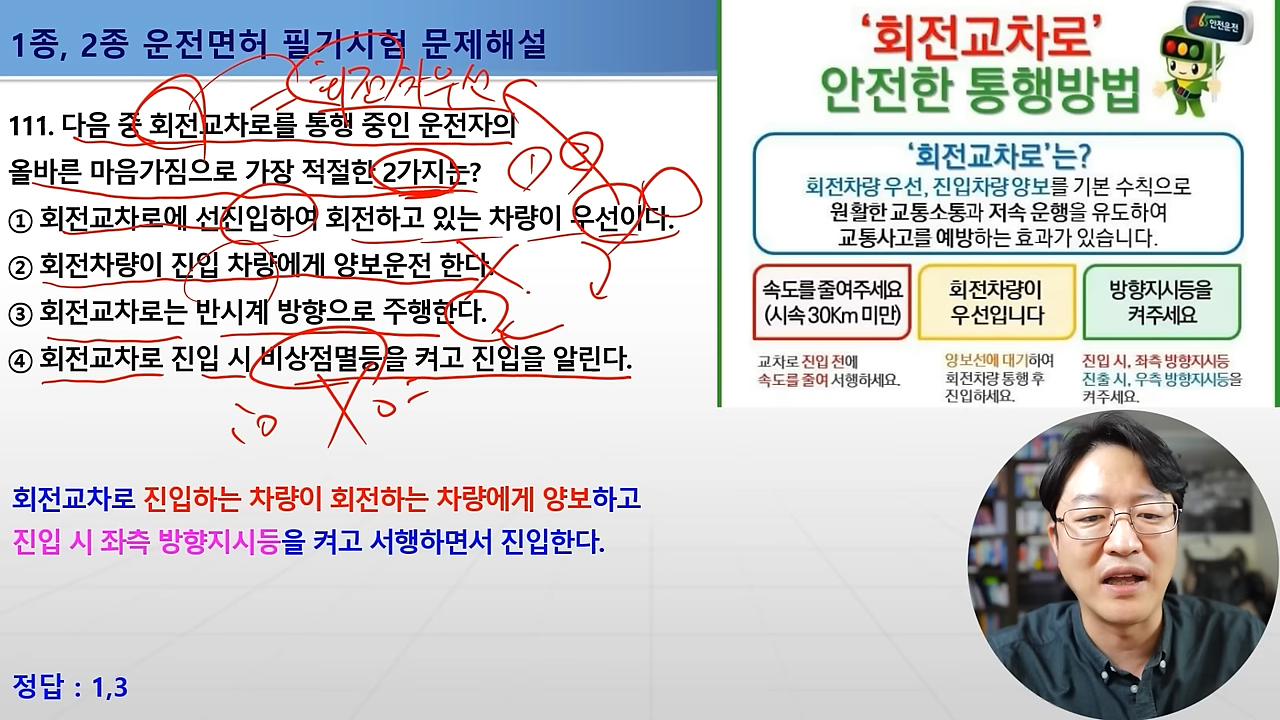 1종, 2종 운전면허 필기시험 문제해설
회전차우선
111. 다음 중 회전교차로를 통행 중인 운전자의
올바른 마음가짐으로 가장 적절한 2가지는?
① ②
① 회전교차로에 선진입하여 회전하고 있는 차량이 우선이다.
② 회전차량이 진입 차량에게 양보운전 한다.
③ 회전교차로는 반시계 방향으로 주행한다.
④ 회전교차로 진입 시 비상점멸등을 켜고 진입을 알린다.
회전교차로 진입하는 차량이 회전하는 차량에게 양보하고
진입 시 좌측 방향지시등을 켜고 서행하면서 진입한다.
정답 : 1,3
365안전운전
‘회전교차로’
안전한 통행방법
‘회전교차로’는?
회전차량 우선, 진입차량 양보를 기본 수칙으로
원활한 교통소통과 저속 운행을 유도하여
교통사고를 예방하는 효과가 있습니다.
속도를 줄여주세요
(시속 30Km 미만)
교차로 진입 전에
속도를 줄여 서행하세요.
회전차량이
우선입니다
양보선에 대기하여
회전차량 통행 후
진입하세요.
방향지시등을
켜주세요
진입 시, 좌측 방향지시등
진출 시, 우측 방향지시등을
켜주세요.